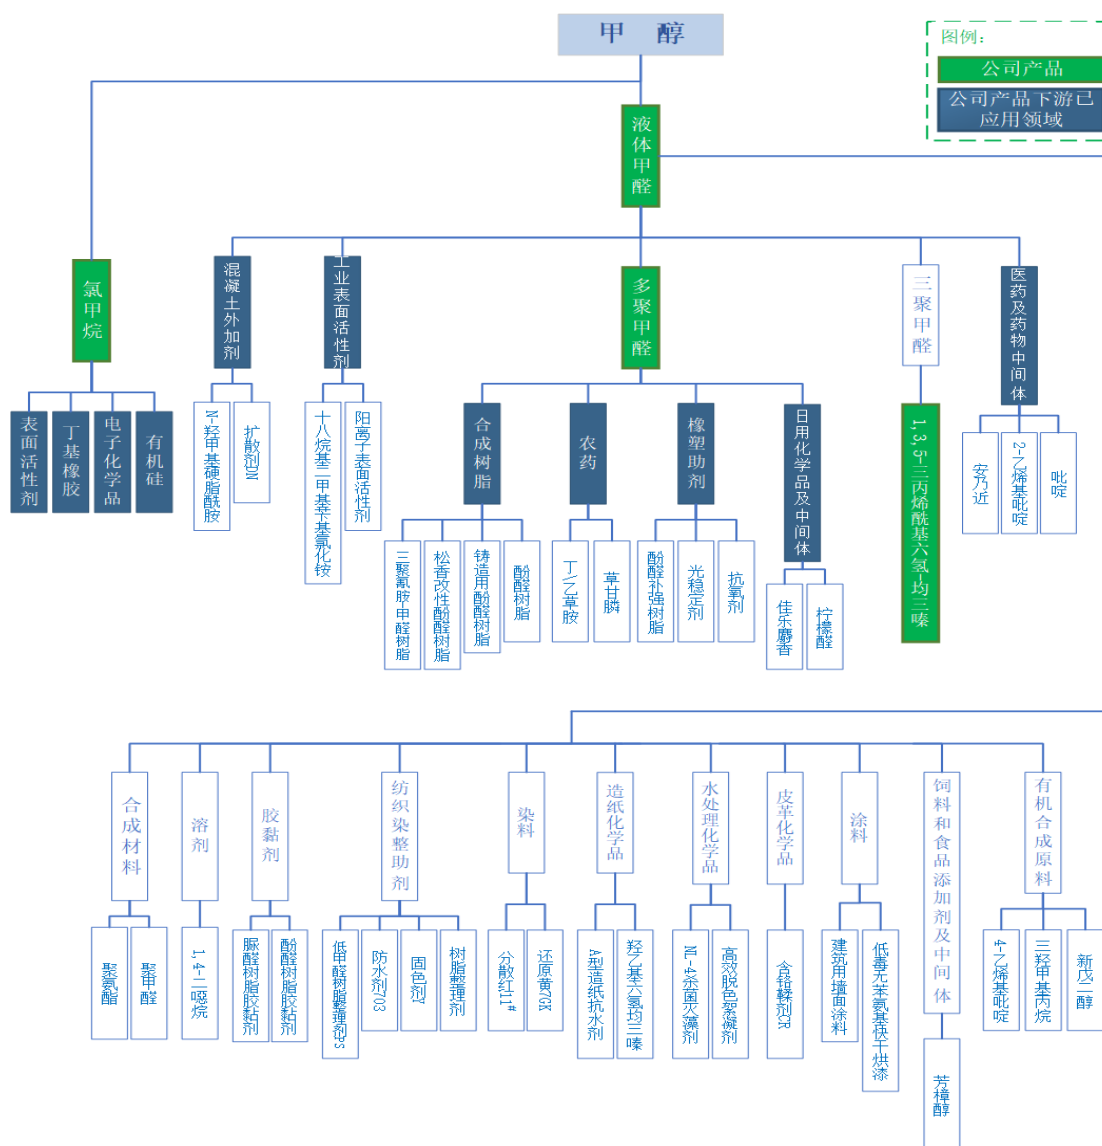 甲 醇
图例：
公司产品
公司产品下游已
应用领域
液体甲醛
氯甲烷
混凝土外加剂
工业表面活性剂
多聚甲醛
三聚甲醛
医药及药物中间体
表面活性剂
丁基橡胶
电子化学品
有机硅
N-羟甲基硬脂酰胺
扩散剂DN
十八烷基二甲基苄基氯化铵
阳离子表面活性剂
合成树脂
农药
橡塑助剂
日用化学品及中间体
1,3,5-三丙烯酰基六氢-均三嗪
安乃近
2-乙烯基吡啶
吡啶
三聚氰胺-甲醛树脂
松香改性酚醛树脂
铸造用酚醛树脂
酚醛树脂
丁\乙草胺
草甘膦
酚醛补强树脂
光稳定剂
抗氧剂
佳乐麝香
柠檬醛
合成材料
溶剂
胶黏剂
纺织染整助剂
染料
造纸化学品
水处理化学品
皮革化学品
涂料
饲料和食品添加剂及中间体
有机合成原料
聚氨酯
聚甲醛
1,4-二噁烷
脲醛树脂胶黏剂
酚醛树脂胶黏剂
低甲醛树脂整理剂PS
防水剂703
固色剂Y
树脂整理剂
分散红11#
还原黄7GK
A型造纸抗水剂
羟乙基六氢均三嗪
NL-4杀菌灭藻剂
高效脱色絮凝剂
含铬鞣剂CR
建筑用墙面涂料
低毒无苯氨基快干烘漆
芳樟醇
4-乙烯基吡啶
三羟甲基丙烷
新戊二醇